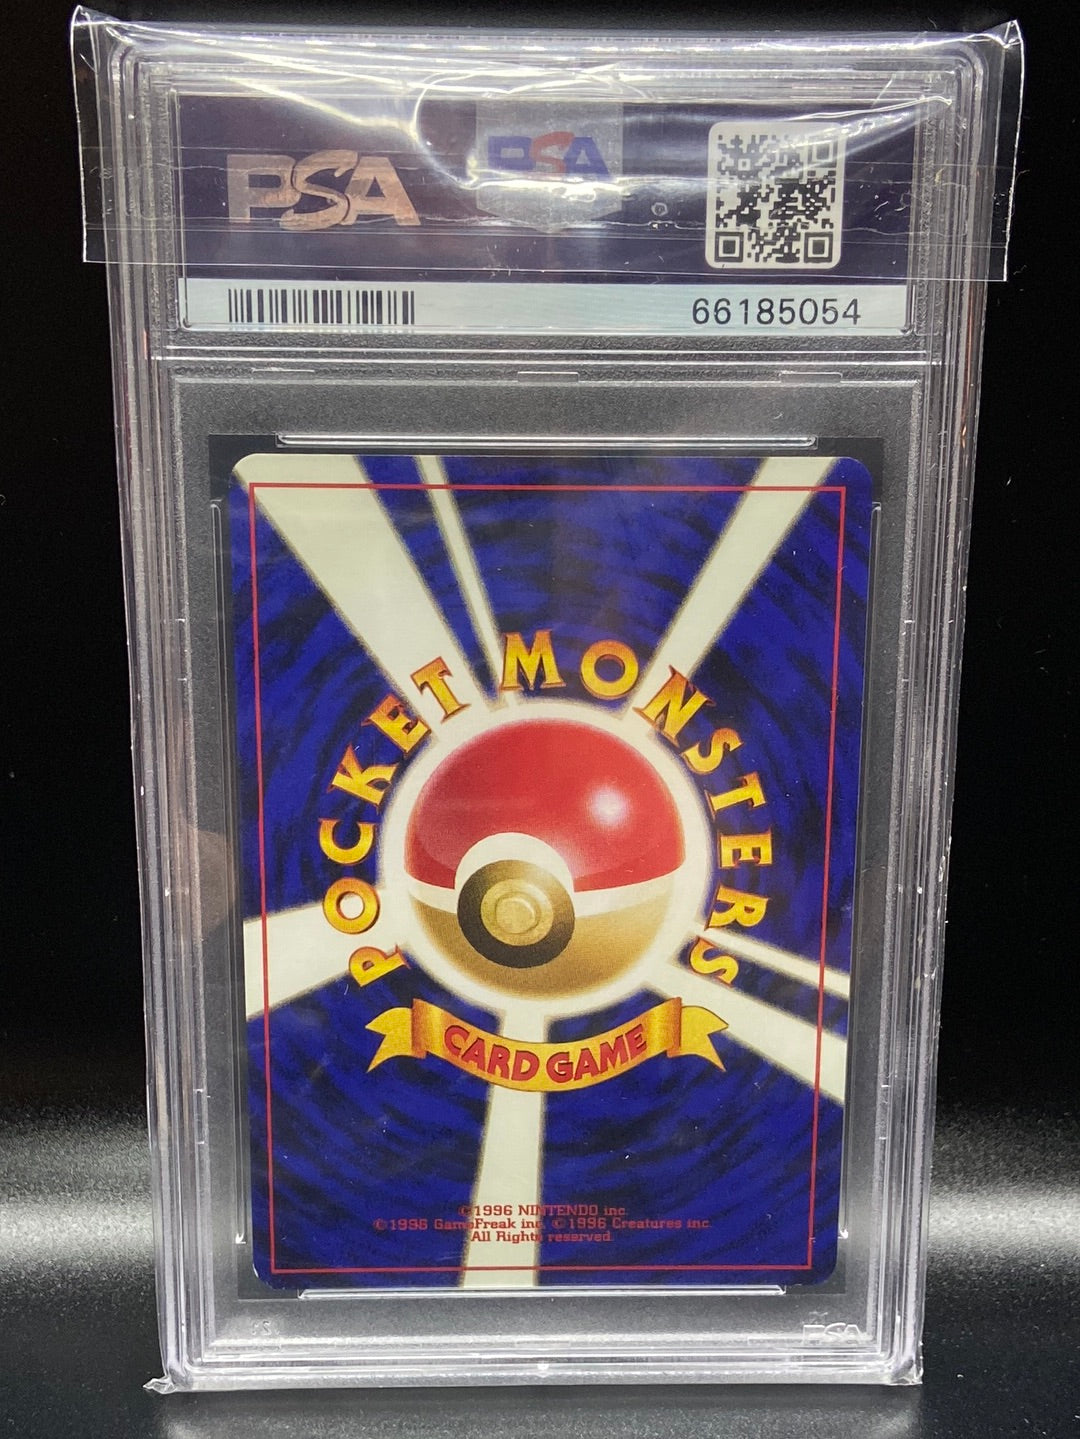 PSA
PSA
66185054
POCKET MONSTERS
CARD GAME
©1996 NINTENDO inc.
©1996 GameFreak inc. ©1996 Creatures inc.
All Rights reserved.
PSA